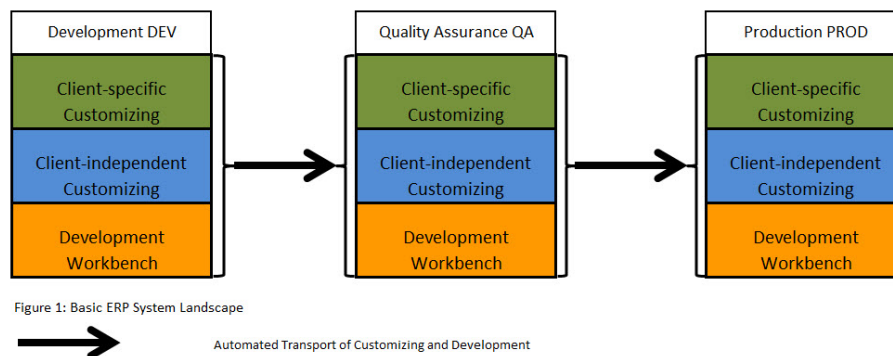 Development DEV
Client-specific
Customizing
Client-independent
Customizing
Development
Workbench
Quality Assurance QA
Client-specific
Customizing
Client-independent
Customizing
Development
Workbench
Production PROD
Client-specific
Customizing
Client-independent
Customizing
Development
Workbench
Figure 1: Basic ERP System Landscape
Automated Transport of Customizing and Development